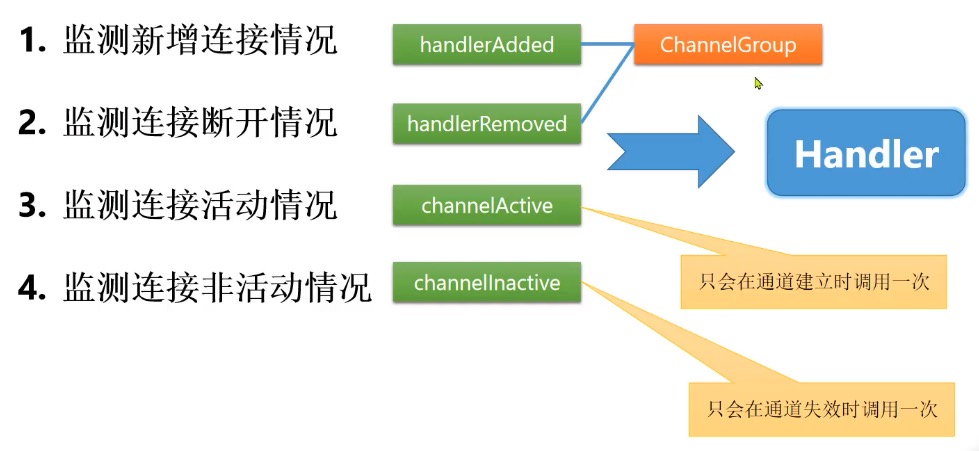 1. 监测新增连接情况
handlerAdded
ChannelGroup
2. 监测连接断开情况
handlerRemoved
Handler
3. 监测连接活动情况
channelActive
只会在通道建立时调用一次
4. 监测连接非活动情况
channelInactive
只会在通道失效时调用一次